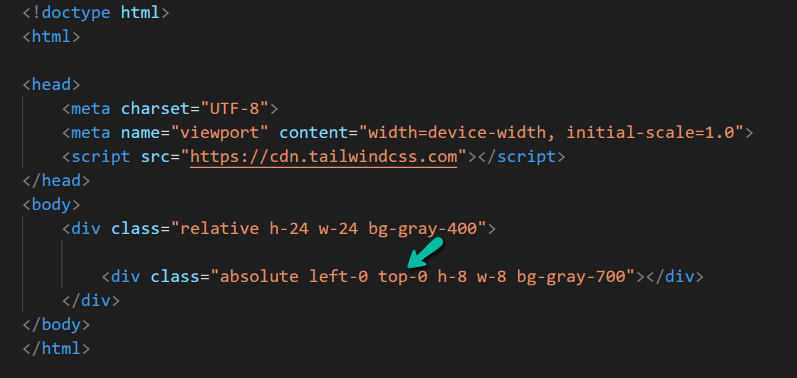 <!doctype html>
<html>
<head>
<meta charset="UTF-8">
<meta name="viewport" content="width=device-width, initial-scale=1.0">
<script src="https://cdn.tailwindcss.com"></script>
</head>
<body>
<div class="relative h-24 w-24 bg-gray-400">
<div class="absolute left-0 top-0 h-8 w-8 bg-gray-700"></div>
</div>
</body>
</html>